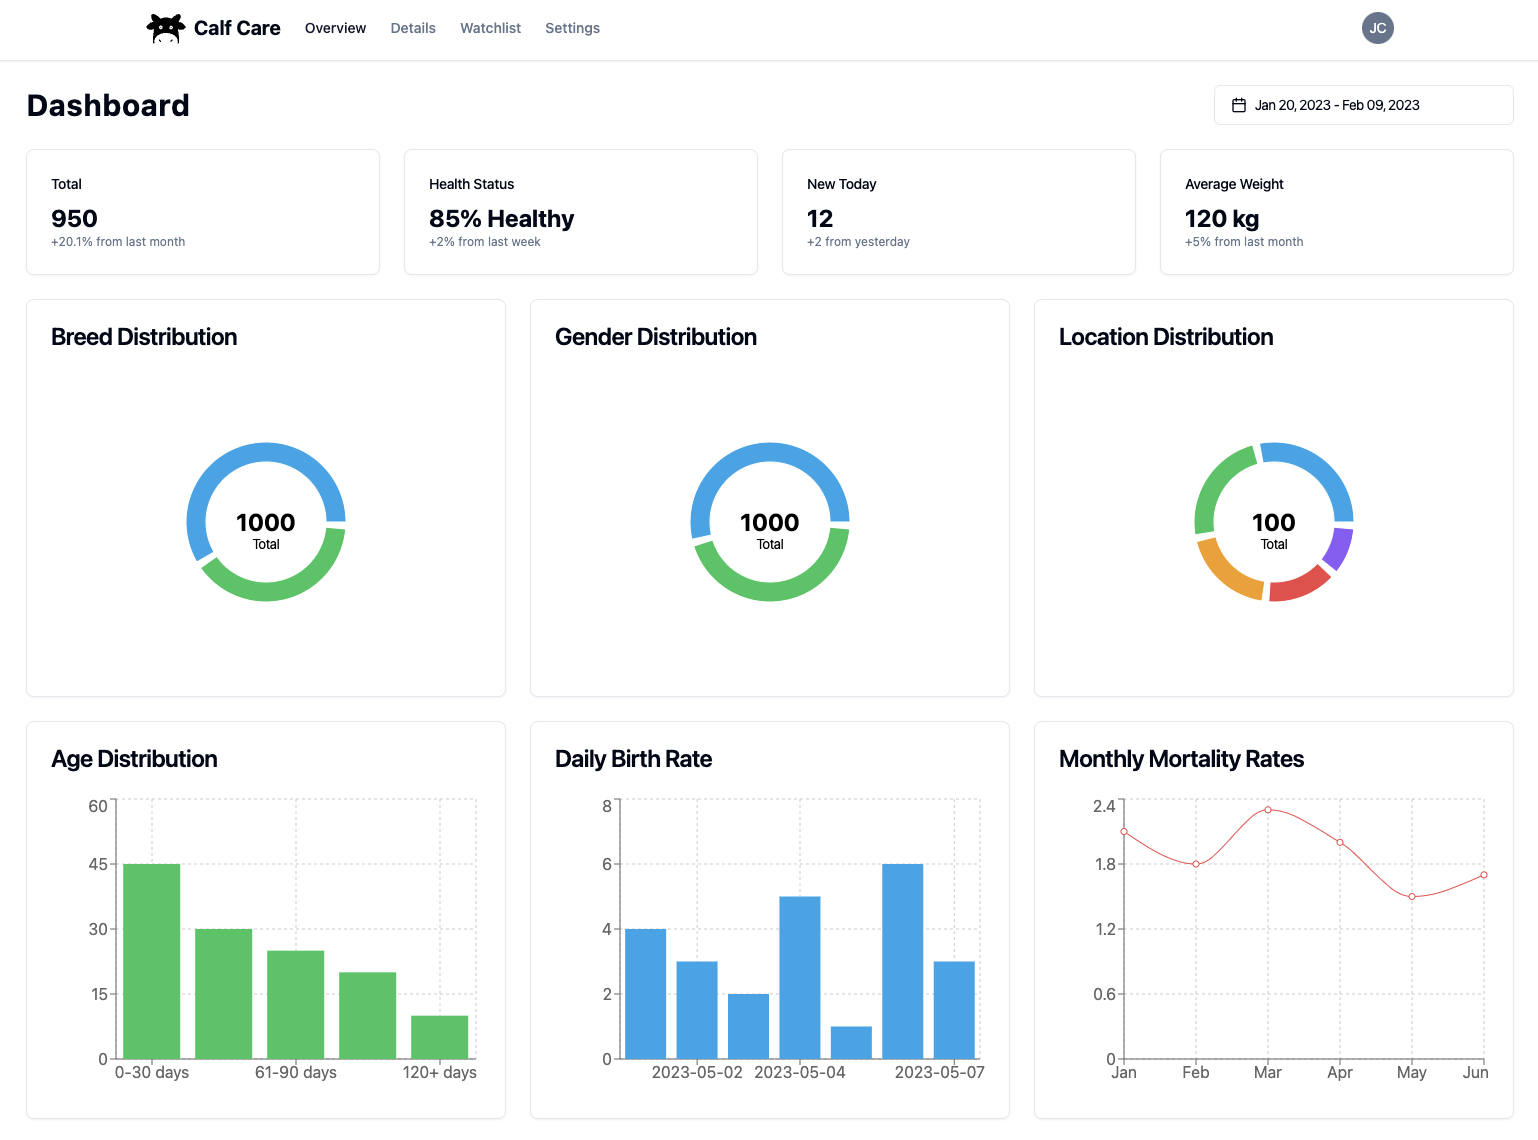 Calf Care
Overview
Details
Watchlist
Settings
JC
Dashboard
Jan 20, 2023 - Feb 09, 2023
Total
950
+20.1% from last month
Health Status
85% Healthy
+2% from last week
New Today
12
+2 from yesterday
Average Weight
120 kg
+5% from last month
Breed Distribution
1000
Total
Gender Distribution
1000
Total
Location Distribution
100
Total
Age Distribution
60
45
30
15
0
0-30 days
61-90 days
120+ days
Daily Birth Rate
8
6
4
2
0
2023-05-02
2023-05-04
2023-05-07
Monthly Mortality Rates
2.4
1.8
1.2
0.6
0
Jan
Feb
Mar
Apr
May
Jun